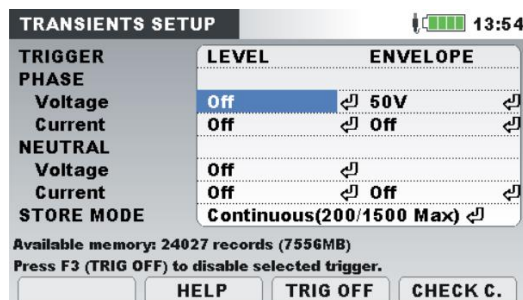 TRANSIENTS SETUP 13:54
TRIGGER LEVEL ENVELOPE
PHASE
Voltage Off 50V
Current Off Off
NEUTRAL
Voltage Off
Current Off Off
STORE MODE Continuous(200/1500 Max)
Available memory: 24027 records (7556MB)
Press F3 (TRIG OFF) to disable selected trigger.
HELP TRIG OFF CHECK C.